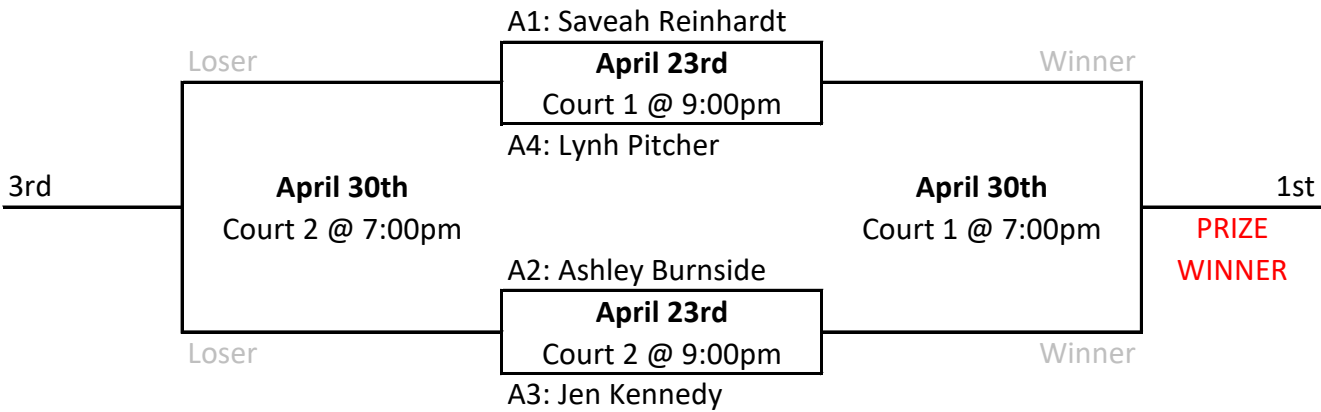 A1: Saveah Reinhardt
Loser
April 23rd
Winner
Court 1 @ 9:00pm
A4: Lynh Pitcher
3rd
April 30th
April 30th
1st
Court 2 @ 7:00pm
Court 1 @ 7:00pm
PRIZE
WINNER
A2: Ashley Burnside
April 23rd
Loser
Court 2 @ 9:00pm
Winner
A3: Jen Kennedy